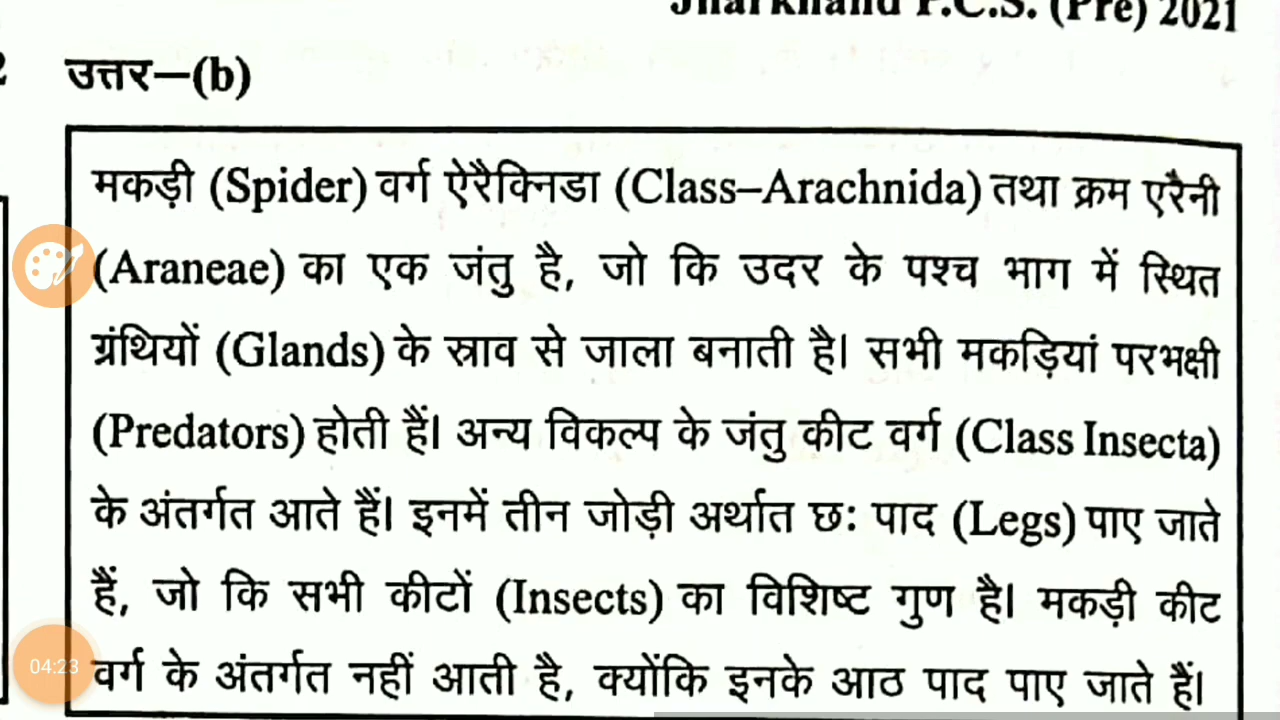 Jharkhand P.C.S. (Pre) 2021
उत्तर–(b)
मकड़ी (Spider) वर्ग ऐरैक्निडा (Class–Arachnida) तथा क्रम एरैनी
(Araneae) का एक जंतु है, जो कि उदर के पश्च भाग में स्थित
ग्रंथियों (Glands) के स्राव से जाला बनाती है। सभी मकड़ियां परभक्षी
(Predators) होती हैं। अन्य विकल्प के जंतु कीट वर्ग (Class Insecta)
के अंतर्गत आते हैं। इनमें तीन जोड़ी अर्थात छः पाद (Legs) पाए जाते
हैं, जो कि सभी कीटों (Insects) का विशिष्ट गुण है। मकड़ी कीट
04:23
वर्ग के अंतर्गत नहीं आती है, क्योंकि इनके आठ पाद पाए जाते हैं।